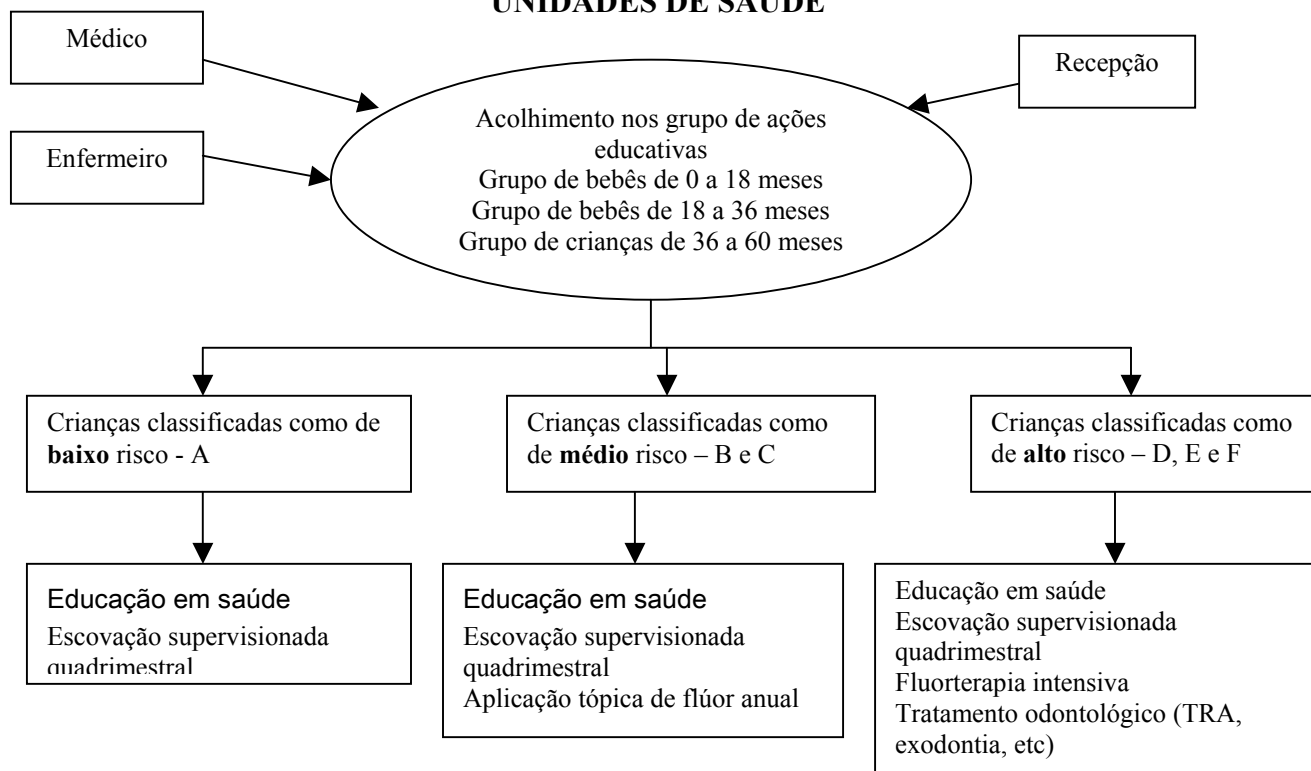 UNIDADES DE SAÚDE
Médico
Recepção
Enfermeiro
Acolhimento nos grupo de ações
educativas
Grupo de bebês de 0 a 18 meses
Grupo de bebês de 18 a 36 meses
Grupo de crianças de 36 a 60 meses
Crianças classificadas como de
baixo risco - A
Crianças classificadas como
de médio risco – B e C
Crianças classificadas como
de alto risco – D, E e F
Educação em saúde
Escovação supervisionada
quadrimestral
Educação em saúde
Escovação supervisionada
quadrimestral
Aplicação tópica de flúor anual
Educação em saúde
Escovação supervisionada
quadrimestral
Fluorterapia intensiva
Tratamento odontológico (TRA,
exodontia, etc)